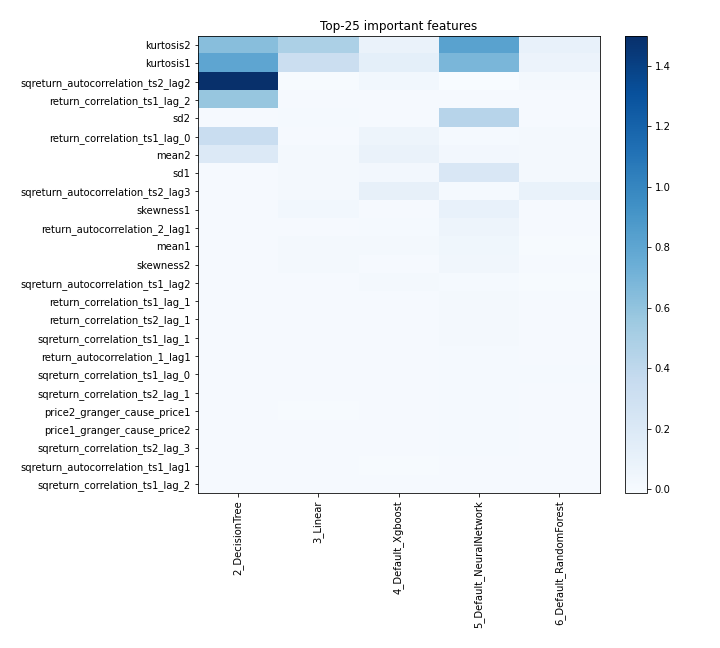 Top-25 important features
kurtosis2
kurtosis1
sqreturn_autocorrelation_ts2_lag2
return_correlation_ts1_lag_2
sd2
return_correlation_ts1_lag_0
mean2
sd1
sqreturn_autocorrelation_ts2_lag3
skewness1
return_autocorrelation_2_lag1
mean1
skewness2
sqreturn_autocorrelation_ts1_lag2
return_correlation_ts1_lag_1
return_correlation_ts2_lag_1
sqreturn_correlation_ts1_lag_1
return_autocorrelation_1_lag1
sqreturn_correlation_ts1_lag_0
sqreturn_correlation_ts2_lag_1
price2_granger_cause_price1
price1_granger_cause_price2
sqreturn_correlation_ts2_lag_3
sqreturn_autocorrelation_ts1_lag1
sqreturn_correlation_ts1_lag_2
2_DecisionTree
3_Linear
4_Default_Xgboost
5_Default_NeuralNetwork
6_Default_RandomForest
1.4
1.2
1.0
0.8
0.6
0.4
0.2
0.0